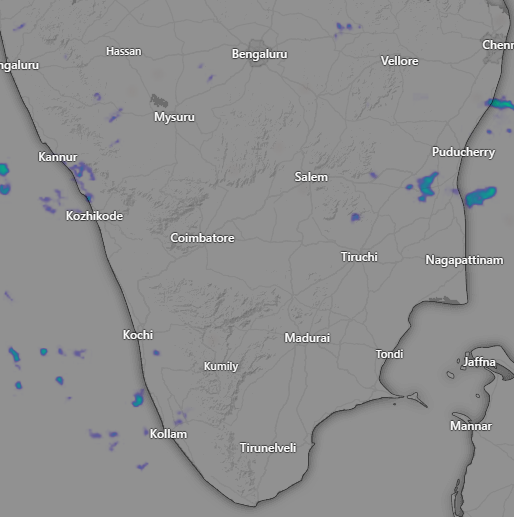 Hassan
Bengaluru
Chenn
Vellore
ngaluru
Mysuru
Kannur
Puducherry
Salem
Kozhikode
Coimbatore
Tiruchi
Nagapattinam
Kochi
Madurai
Tondi
Kumily
Jaffna
Kollam
Mannar
Tirunelveli